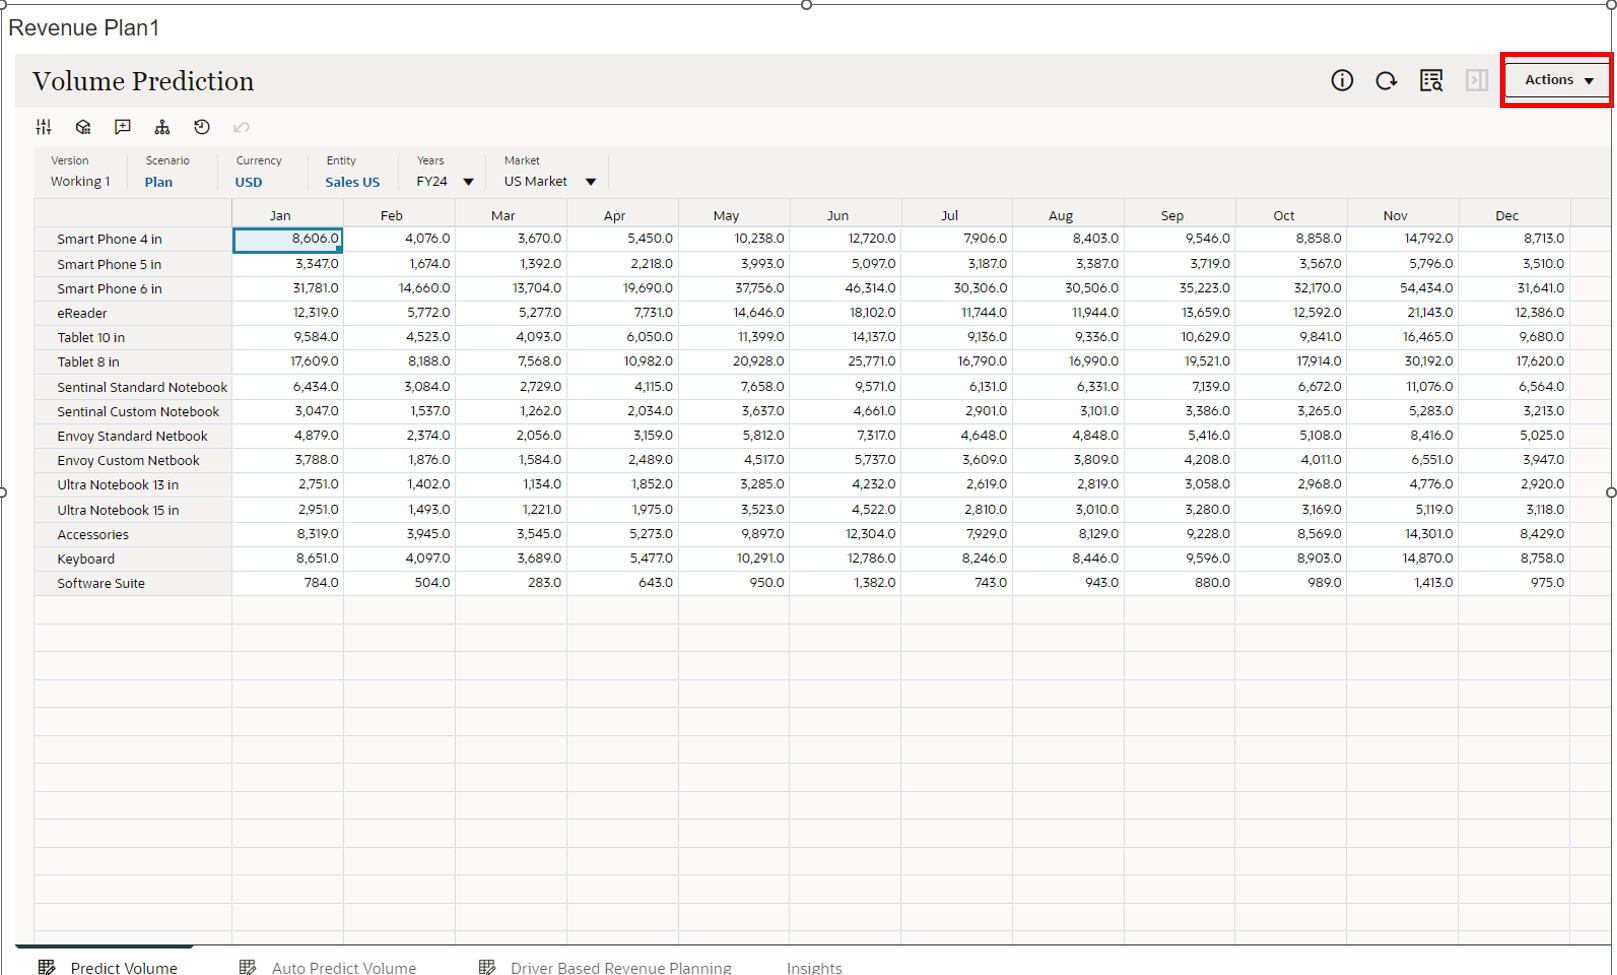 Revenue Plan1
Volume Prediction
Actions
Version Scenario Currency Entity Years Market
Working 1 Plan USD Sales US FY24 US Market
Jan Feb Mar Apr May Jun Jul Aug Sep Oct Nov Dec
Smart Phone 4 in 8,606.0 4,076.0 3,670.0 5,450.0 10,238.0 12,720.0 7,906.0 8,403.0 9,546.0 8,858.0 14,792.0 8,713.0
Smart Phone 5 in 3,347.0 1,674.0 1,392.0 2,218.0 3,993.0 5,097.0 3,187.0 3,387.0 3,719.0 3,567.0 5,796.0 3,510.0
Smart Phone 6 in 31,781.0 14,660.0 13,704.0 19,690.0 37,756.0 46,314.0 30,306.0 30,506.0 35,223.0 32,170.0 54,434.0 31,641.0
eReader 12,319.0 5,772.0 5,277.0 7,731.0 14,646.0 18,102.0 11,744.0 11,944.0 13,659.0 12,592.0 21,143.0 12,386.0
Tablet 10 in 9,584.0 4,523.0 4,093.0 6,050.0 11,399.0 14,137.0 9,136.0 9,336.0 10,629.0 9,841.0 16,465.0 9,680.0
Tablet 8 in 17,609.0 8,188.0 7,568.0 10,982.0 20,928.0 25,771.0 16,790.0 16,990.0 19,521.0 17,914.0 30,192.0 17,620.0
Sentinal Standard Notebook 6,434.0 3,084.0 2,729.0 4,115.0 7,658.0 9,571.0 6,131.0 6,331.0 7,139.0 6,672.0 11,076.0 6,564.0
Sentinal Custom Notebook 3,047.0 1,537.0 1,262.0 2,034.0 3,637.0 4,661.0 2,901.0 3,101.0 3,386.0 3,265.0 5,283.0 3,213.0
Envoy Standard Netbook 4,879.0 2,374.0 2,056.0 3,159.0 5,812.0 7,317.0 4,648.0 4,848.0 5,416.0 5,108.0 8,416.0 5,025.0
Envoy Custom Netbook 3,788.0 1,876.0 1,584.0 2,489.0 4,517.0 5,737.0 3,609.0 3,809.0 4,208.0 4,011.0 6,551.0 3,947.0
Ultra Notebook 13 in 2,751.0 1,402.0 1,134.0 1,852.0 3,285.0 4,232.0 2,619.0 2,819.0 3,058.0 2,968.0 4,776.0 2,920.0
Ultra Notebook 15 in 2,951.0 1,493.0 1,221.0 1,975.0 3,523.0 4,522.0 2,810.0 3,010.0 3,280.0 3,169.0 5,119.0 3,118.0
Accessories 8,319.0 3,945.0 3,545.0 5,273.0 9,897.0 12,304.0 7,929.0 8,129.0 9,228.0 8,569.0 14,301.0 8,429.0
Keyboard 8,651.0 4,097.0 3,689.0 5,477.0 10,291.0 12,786.0 8,246.0 8,446.0 9,596.0 8,903.0 14,870.0 8,758.0
Software Suite 784.0 504.0 283.0 643.0 950.0 1,382.0 743.0 943.0 880.0 989.0 1,413.0 975.0
Predict Volume Auto Predict Volume Driver Based Revenue Planning Insights